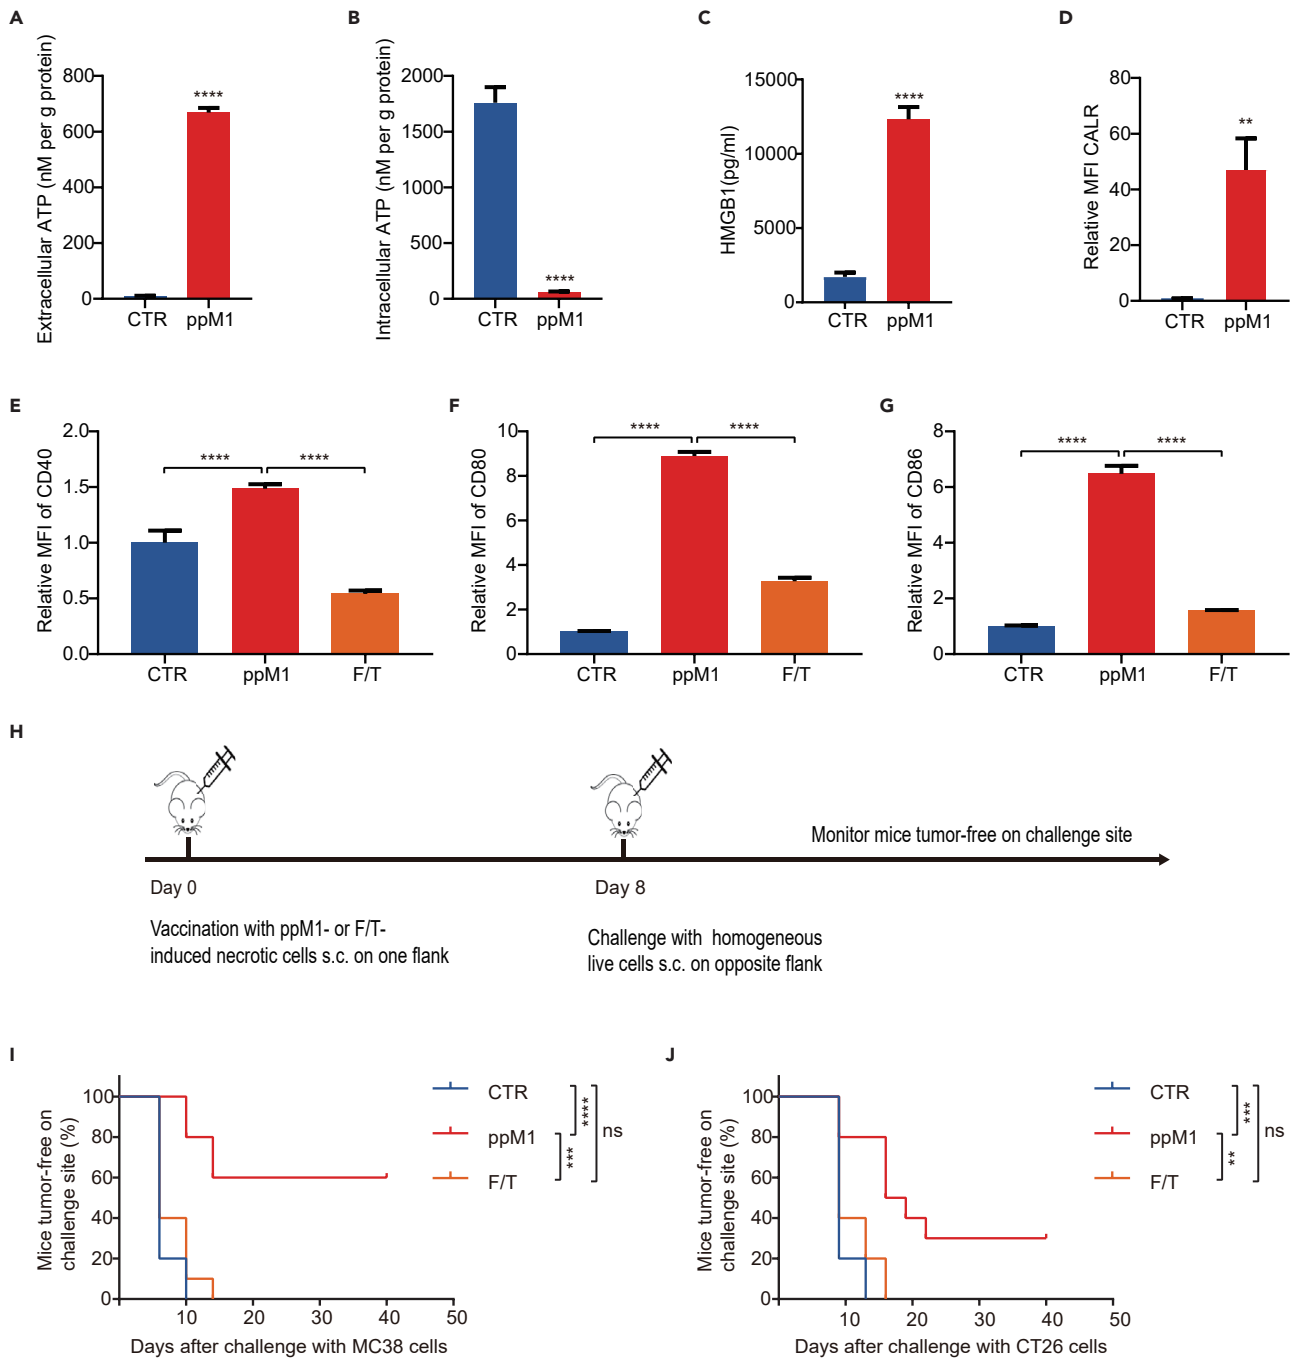 A
B
C
D
Extracellular ATP (nM per g protein)
800
600
400
200
0
****
CTR
ppM1
Intracellular ATP (nM per g protein)
2000
1500
1000
500
0
****
CTR
ppM1
HMGB1(pg/ml)
15000
10000
5000
0
****
CTR
ppM1
Relative MFI CALR
80
60
40
20
0
**
CTR
ppM1
E
F
G
Relative MFI of CD40
2.0
1.5
1.0
0.5
0.0
****
****
CTR
ppM1
F/T
Relative MFI of CD80
10
8
6
4
2
0
****
****
CTR
ppM1
F/T
Relative MFI of CD86
8
6
4
2
0
****
****
CTR
ppM1
F/T
H
Monitor mice tumor-free on challenge site
Day 0
Day 8
Vaccination with ppM1- or F/T-
induced necrotic cells s.c. on one flank
Challenge with homogeneous
live cells s.c. on opposite flank
I
J
Mice tumor-free on
challenge site (%)
100
80
60
40
20
0
10
20
30
40
50
Days after challenge with MC38 cells
CTR
ppM1
F/T
****
***
ns
Mice tumor-free on
challenge site (%)
100
80
60
40
20
0
10
20
30
40
50
Days after challenge with CT26 cells
CTR
ppM1
F/T
***
**
ns